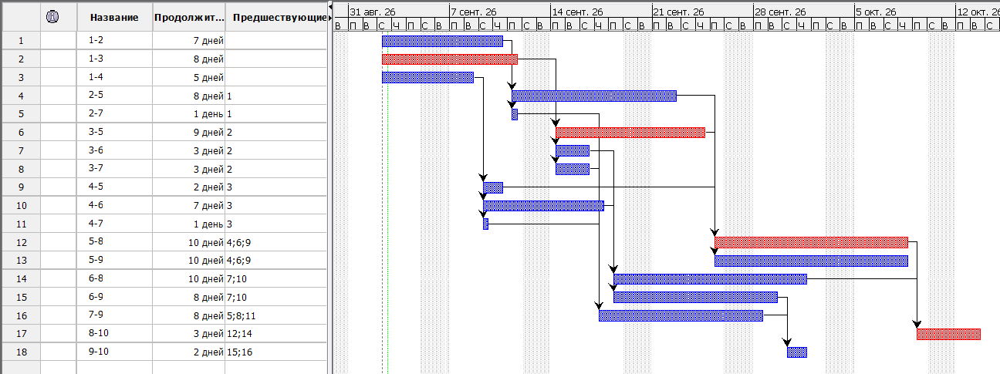 Название Продолжит... Предшествующие 31 авг. 26 7 сент. 26 14 сент. 26 21 сент. 26 28 сент. 26 5 окт. 26 12 окт. 26
В П В С Ч П С В П В С Ч П С В П В С Ч П С В П В С Ч П С В П В С Ч П С В П В С Ч П С В П В С
1 1-2 7 дней
2 1-3 8 дней
3 1-4 5 дней
4 2-5 8 дней 1
5 2-7 1 день 1
6 3-5 9 дней 2
7 3-6 3 дней 2
8 3-7 3 дней 2
9 4-5 2 дней 3
10 4-6 7 дней 3
11 4-7 1 день 3
12 5-8 10 дней 4;6;9
13 5-9 10 дней 4;6;9
14 6-8 10 дней 7;10
15 6-9 8 дней 7;10
16 7-9 8 дней 5;8;11
17 8-10 3 дней 12;14
18 9-10 2 дней 15;16